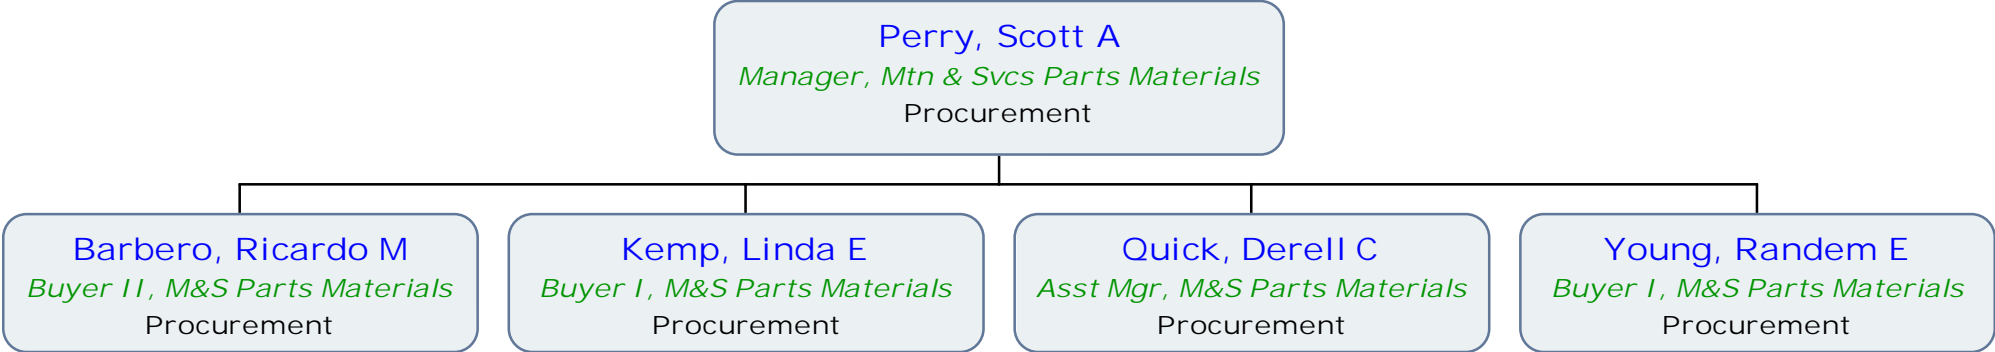 Perry, Scott A
Manager, Mtn & Svcs Parts Materials
Procurement
Barbero, Ricardo M
Buyer II, M&S Parts Materials
Procurement
Kemp, Linda E
Buyer I, M&S Parts Materials
Procurement
Quick, Derell C
Asst Mgr, M&S Parts Materials
Procurement
Young, Randem E
Buyer I, M&S Parts Materials
Procurement